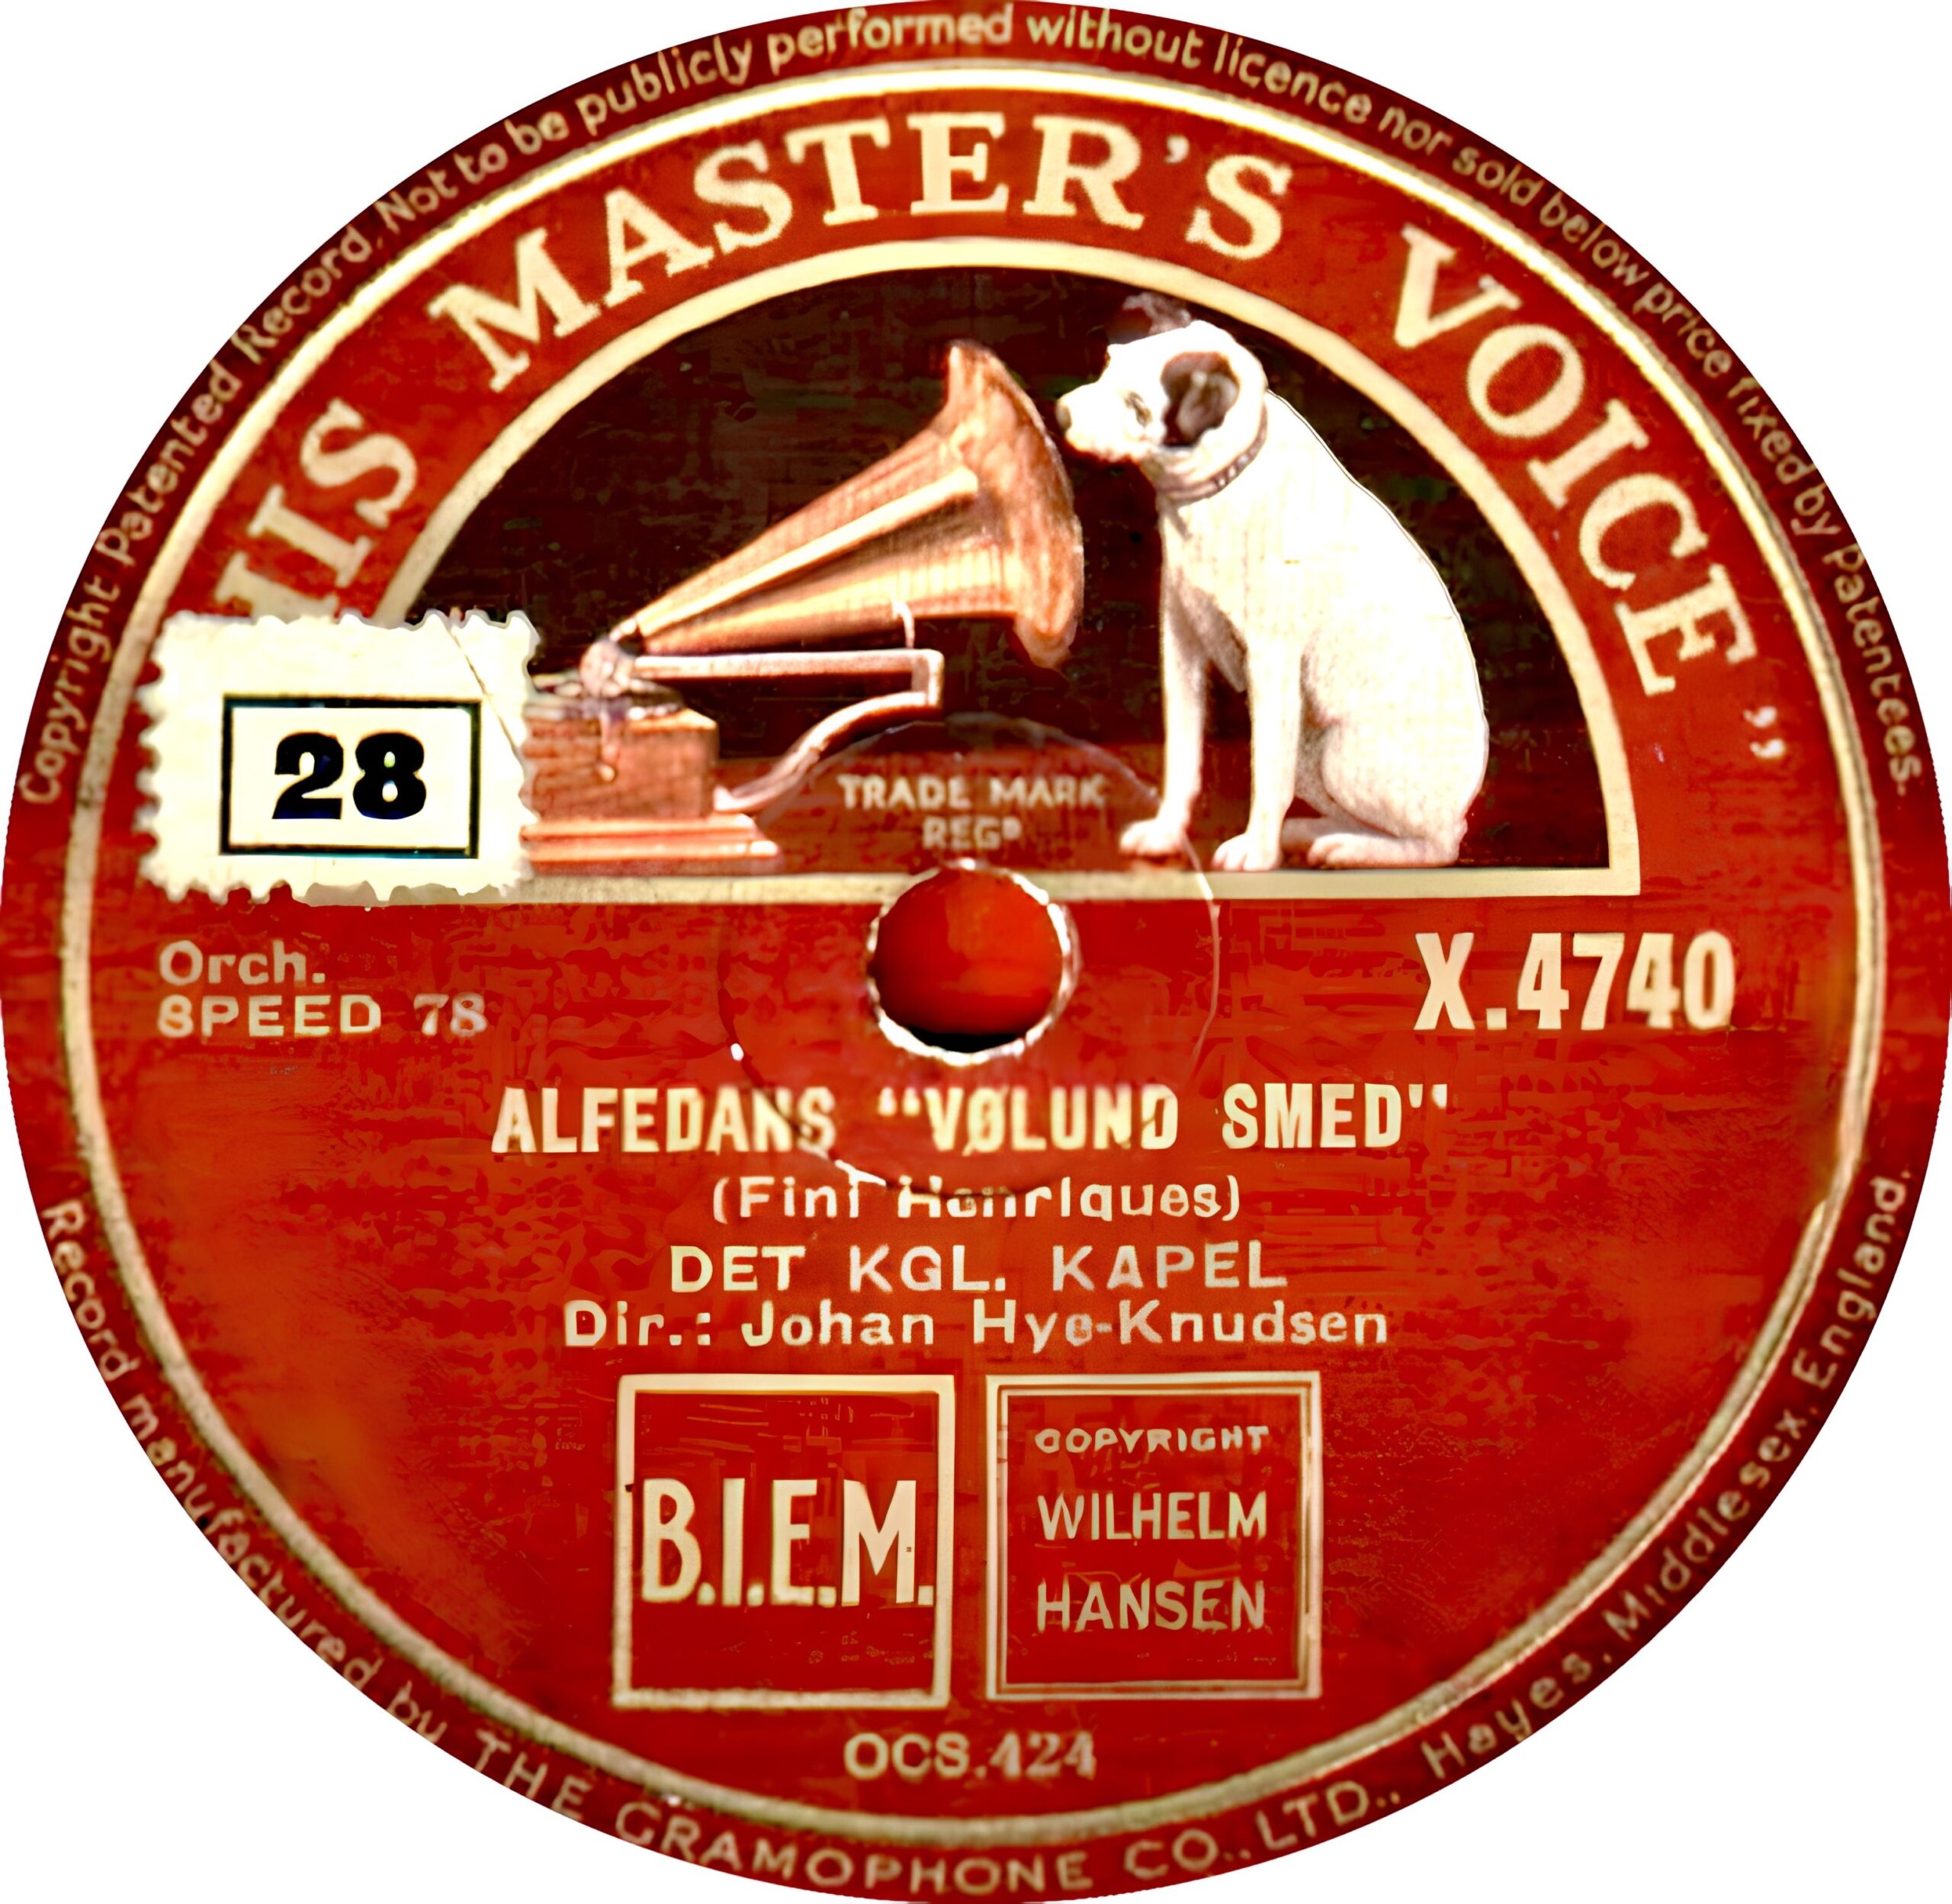 Copyright Patented Record. Not to be publicly performed without licence nor sold below price fixed by Patentees.
HIS MASTER'S VOICE"
28
TRADE MARK
REGD
Orch.
SPEED 78
X.4740
ALFEDANS "VØLUND SMED"
(Fini Henriques)
DET KGL. KAPEL
Dir.: Johan Hye-Knudsen
B.I.E.M.
COPYRIGHT
WILHELM
HANSEN
OCS.424
Record manufactured by THE GRAMOPHONE CO., LTD., Hayes, Middlesex, England.